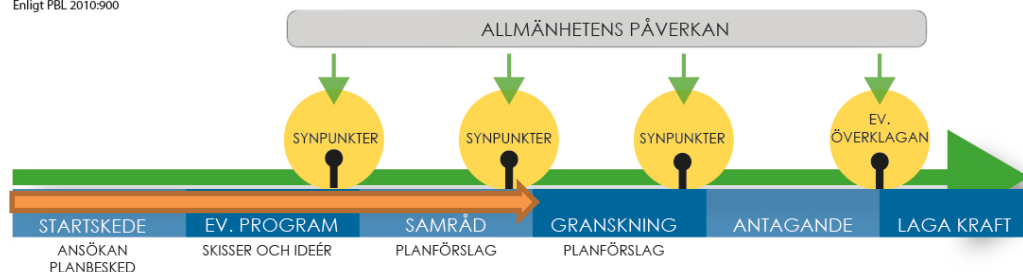 Enligt PBL 2010:900
ALLMÄNHETENS PÅVERKAN
SYNPUNKTER
SYNPUNKTER
SYNPUNKTER
EV.
ÖVERKLAGAN
STARTSKEDE
EV. PROGRAM
SAMRÅD
GRANSKNING
ANTAGANDE
LAGA KRAFT
ANSÖKAN
PLANBESKED
SKISSER OCH IDEÉR
PLANFÖRSLAG
PLANFÖRSLAG